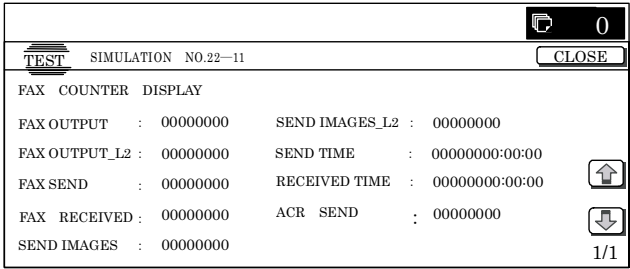 0
TEST SIMULATION NO.22—11 CLOSE
FAX COUNTER DISPLAY
FAX OUTPUT : 00000000 SEND IMAGES_L2 : 00000000
FAX OUTPUT_L2 : 00000000 SEND TIME : 00000000:00:00
FAX SEND : 00000000 RECEIVED TIME : 00000000:00:00
FAX RECEIVED : 00000000 ACR SEND : 00000000
SEND IMAGES : 00000000
1/1